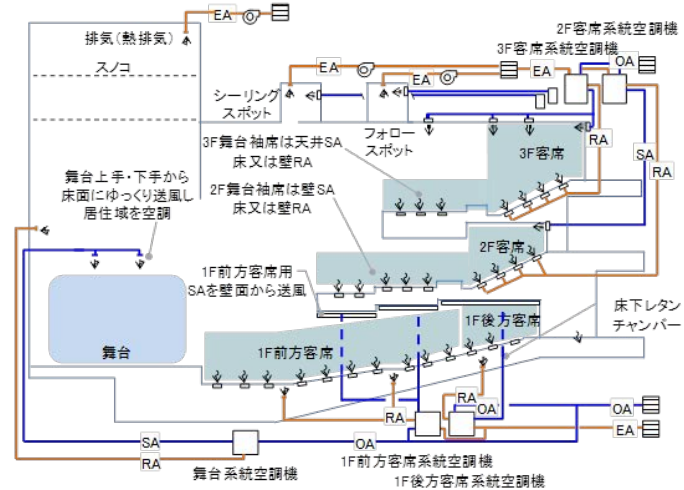 EA
2F客席系統空調機
排気(熱排気)
3F客席系統空調機
OA
スノコ
EA
EA
EA
シーリング
スポット
フォロー
スポット
3F舞台袖席は天井SA
床又は壁RA
3F客席
RA
SA
RA
舞台上手・下手から
床面にゆっくり送風し
居住域を空調
2F舞台袖席は壁SA
床又は壁RA
2F客席
1F前方客席用
SAを壁面から送風
床下レタン
チャンバー
1F後方客席
舞台
1F前方客席
RA
OA
OA
RA
SA
OA
EA
RA
舞台系統空調機
1F前方客席系統空調機
1F後方客席系統空調機